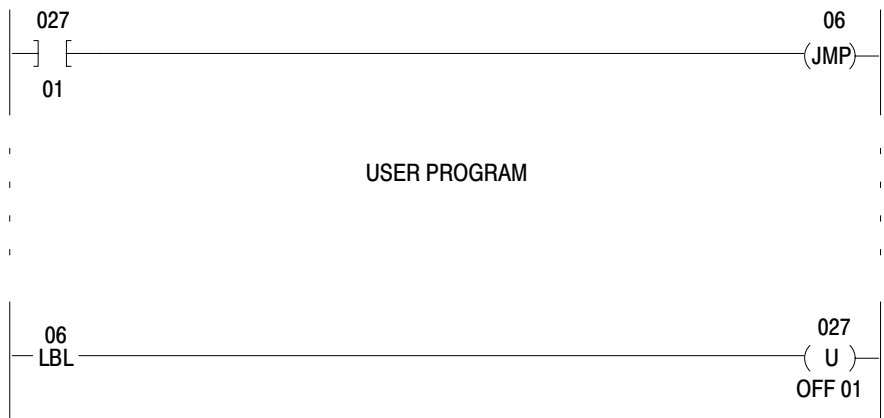 027 06
] [ (JMP)
01
USER PROGRAM
06 027
LBL ( U )
OFF 01